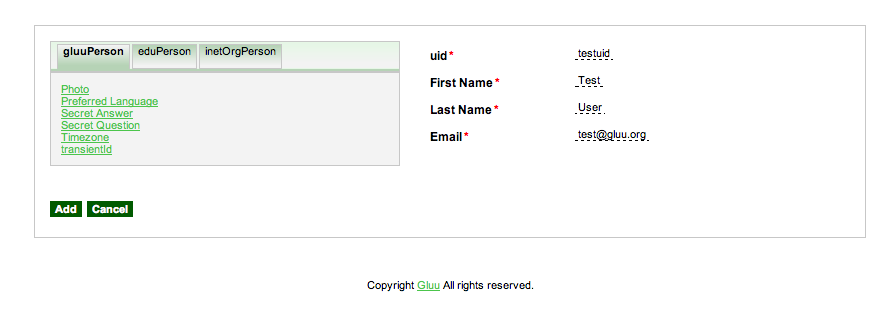 gluuPerson eduPerson inetOrgPerson
Photo
Preferred Language
Secret Answer
Secret Question
Timezone
transientId
uid * testuid
First Name * Test
Last Name * User
Email * test@gluu.org
Add Cancel
Copyright Gluu All rights reserved.